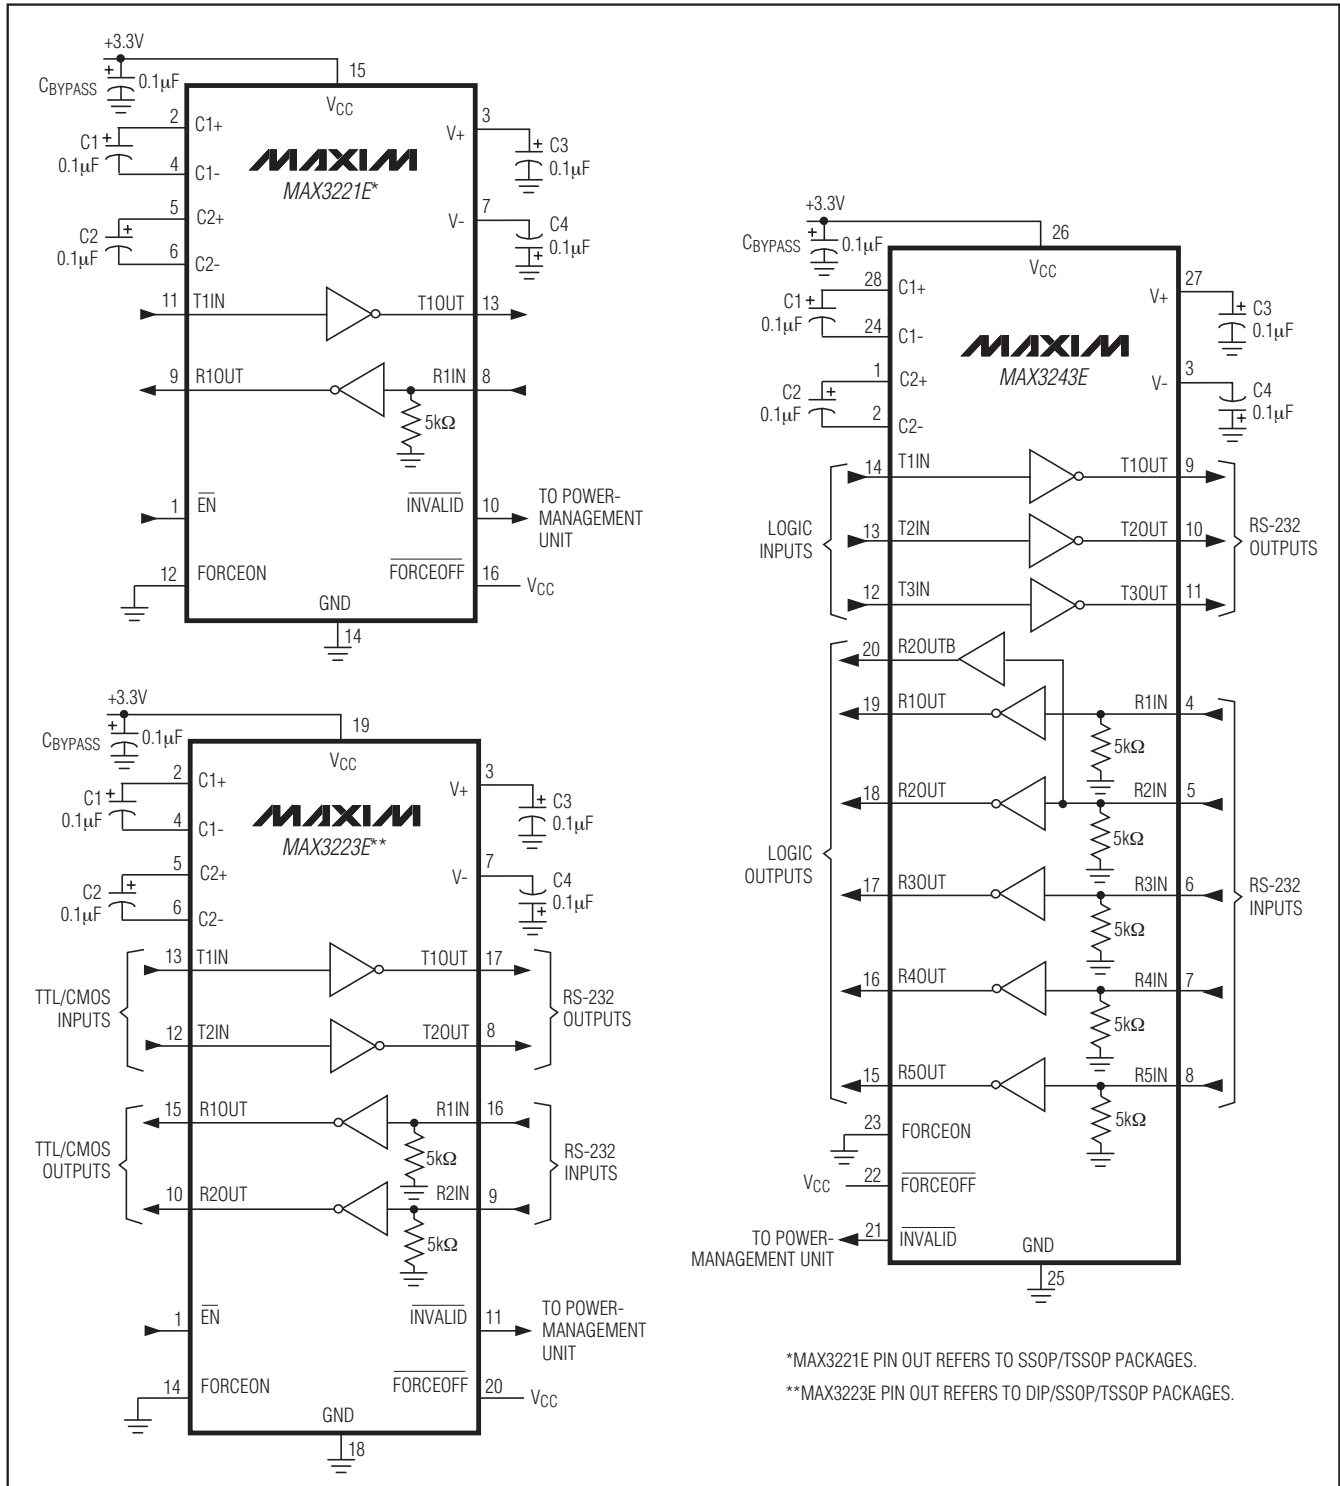 +3.3V
CBYPASS
+
0.1µF
15
VCC
2
C1+
C1
+
0.1µF
4
C1-
5
C2+
C2
+
0.1µF
6
C2-
3
V+
+
C3
0.1µF
7
V-
C4
0.1µF
+
MAXIM
MAX3221E*
11
T1IN
T1OUT
13
9
R1OUT
R1IN
8
5kΩ
1
EN
INVALID
10
TO POWER-
MANAGEMENT
UNIT
12
FORCEON
FORCEOFF
16
VCC
GND
14
+3.3V
CBYPASS
+
0.1µF
19
VCC
2
C1+
C1
+
0.1µF
4
C1-
5
C2+
C2
+
0.1µF
6
C2-
3
V+
+
C3
0.1µF
7
V-
C4
0.1µF
+
MAXIM
MAX3223E**
TTL/CMOS
INPUTS
13
T1IN
T1OUT
17
12
T2IN
T2OUT
8
RS-232
OUTPUTS
TTL/CMOS
OUTPUTS
15
R1OUT
R1IN
16
5kΩ
10
R2OUT
R2IN
9
5kΩ
RS-232
INPUTS
1
EN
INVALID
11
TO POWER-
MANAGEMENT
UNIT
14
FORCEON
FORCEOFF
20
VCC
GND
18
+3.3V
CBYPASS
+
0.1µF
26
VCC
28
C1+
C1
+
0.1µF
24
C1-
1
C2+
C2
+
0.1µF
2
C2-
27
V+
+
C3
0.1µF
3
V-
C4
0.1µF
+
MAXIM
MAX3243E
LOGIC
INPUTS
14
T1IN
T1OUT
9
13
T2IN
T2OUT
10
12
T3IN
T3OUT
11
RS-232
OUTPUTS
LOGIC
OUTPUTS
20
R2OUTB
19
R1OUT
R1IN
4
5kΩ
18
R2OUT
R2IN
5
5kΩ
17
R3OUT
R3IN
6
5kΩ
16
R4OUT
R4IN
7
5kΩ
15
R5OUT
R5IN
8
5kΩ
RS-232
INPUTS
23
FORCEON
VCC
22
FORCEOFF
TO POWER-
MANAGEMENT UNIT
21
INVALID
GND
25
*MAX3221E PIN OUT REFERS TO SSOP/TSSOP PACKAGES.
**MAX3223E PIN OUT REFERS TO DIP/SSOP/TSSOP PACKAGES.